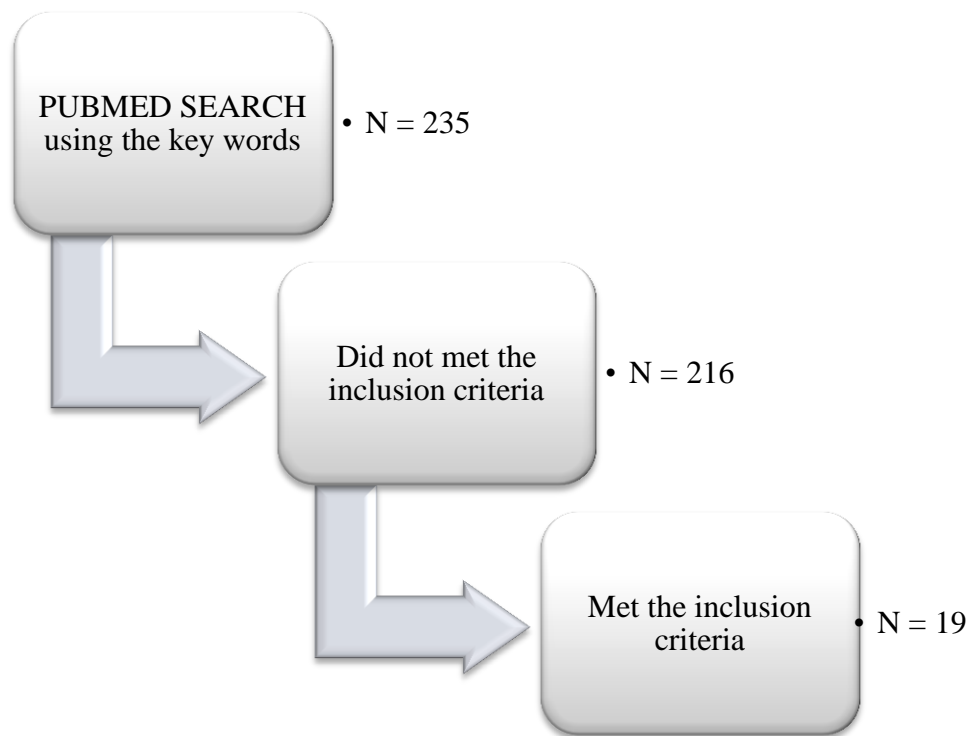 PUBMED SEARCH
using the key words
• N = 235
Did not met the
inclusion criteria
• N = 216
Met the inclusion
criteria
• N = 19